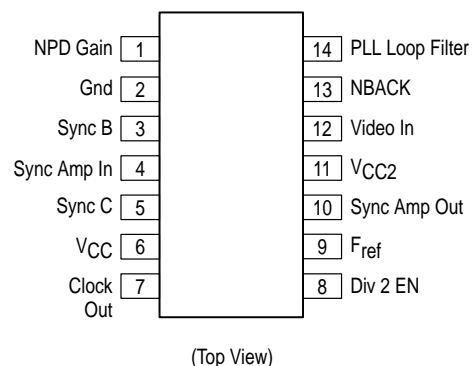 NPD Gain 1
Gnd 2
Sync B 3
Sync Amp In 4
Sync C 5
VCC 6
Clock
Out 7
14 PLL Loop Filter
13 NBACK
12 Video In
11 VCC2
10 Sync Amp Out
9 Fref
8 Div 2 EN
(Top View)